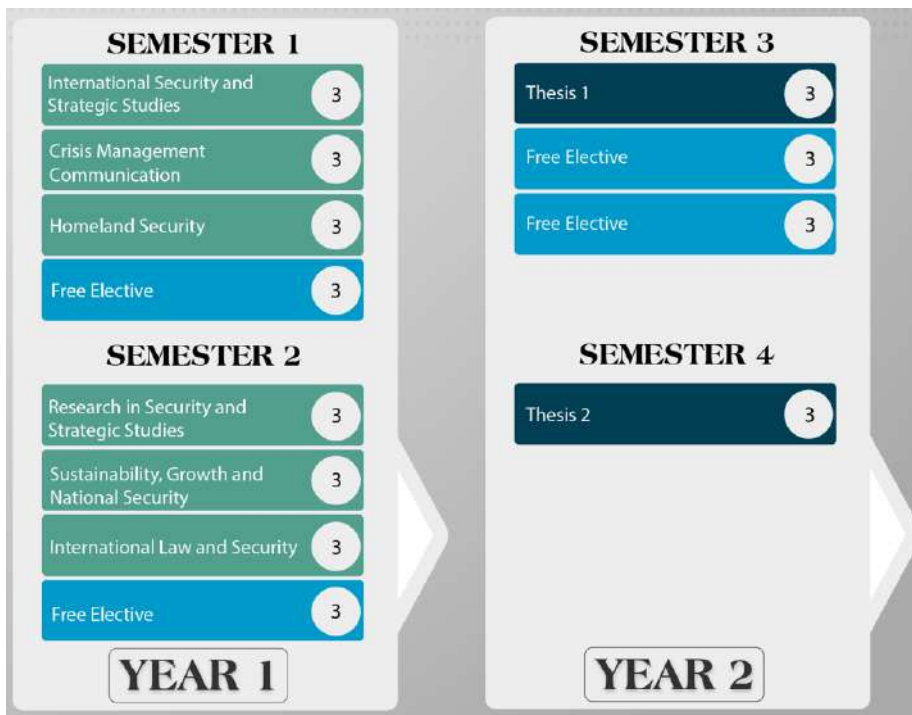 SEMESTER 1
International Security and
Strategic Studies
3
Crisis Management
Communication
3
Homeland Security
3
Free Elective
3
SEMESTER 2
Research in Security and
Strategic Studies
3
Sustainability, Growth and
National Security
3
International Law and Security
3
Free Elective
3
YEAR 1
SEMESTER 3
Thesis 1
3
Free Elective
3
Free Elective
3
SEMESTER 4
Thesis 2
3
YEAR 2